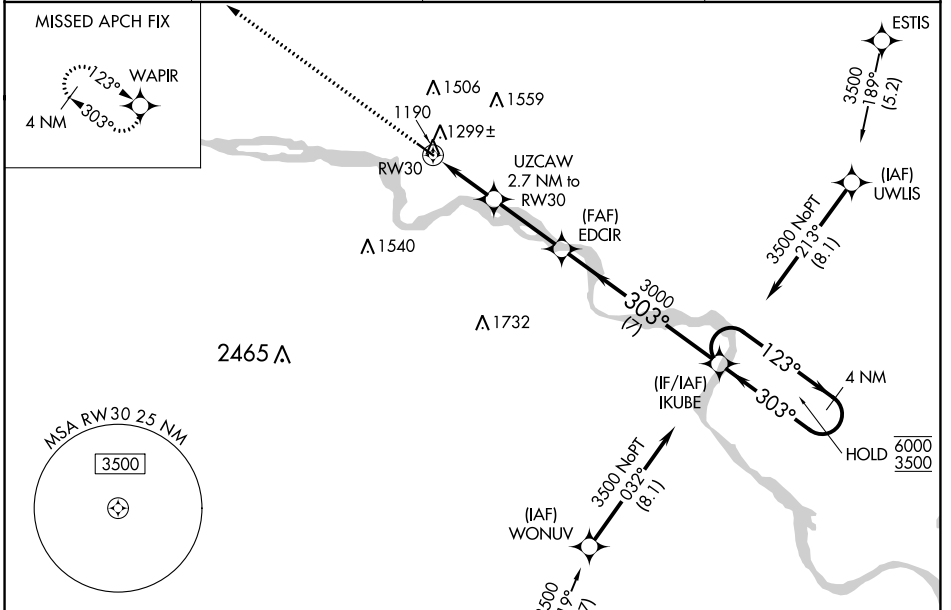 MISSED APCH FIX
WAPIR
123°
303°
4 NM
ESTIS
3500
189°
(5.2)
1506
1559
1190
1299±
RW30
UZCAW
2.7 NM to
RW30
(IAF)
UWLIS
(FAF)
EDCIR
3500 NoPT
213°
(8.1)
1540
3000
303°
(7)
1732
2465
123°
4 NM
(IF/IAF)
IKUBE
303°
HOLD 6000
3500
MSA RW30 25 NM
3500
3500 NoPT
032°
(8.1)
(IAF)
WONUV